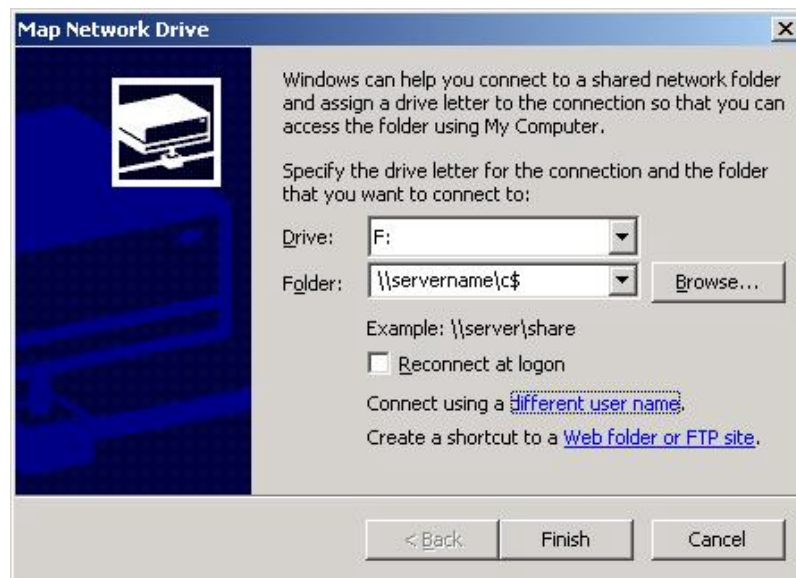 Map Network Drive
Windows can help you connect to a shared network folder
and assign a drive letter to the connection so that you can
access the folder using My Computer.
Specify the drive letter for the connection and the folder
that you want to connect to:
Drive: F:
Folder: \\servername\c$ Browse...
Example: \\server\share
Reconnect at logon
Connect using a different user name.
Create a shortcut to a Web folder or FTP site.
< Back Finish Cancel